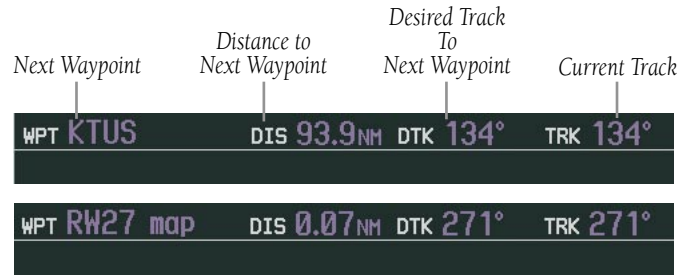 Next Waypoint
Distance to
Next Waypoint
Desired Track
To
Next Waypoint
Current Track
WPT KTUS DIS 93.9NM DTK 134° TRK 134°
WPT RW27 map DIS 0.07NM DTK 271° TRK 271°